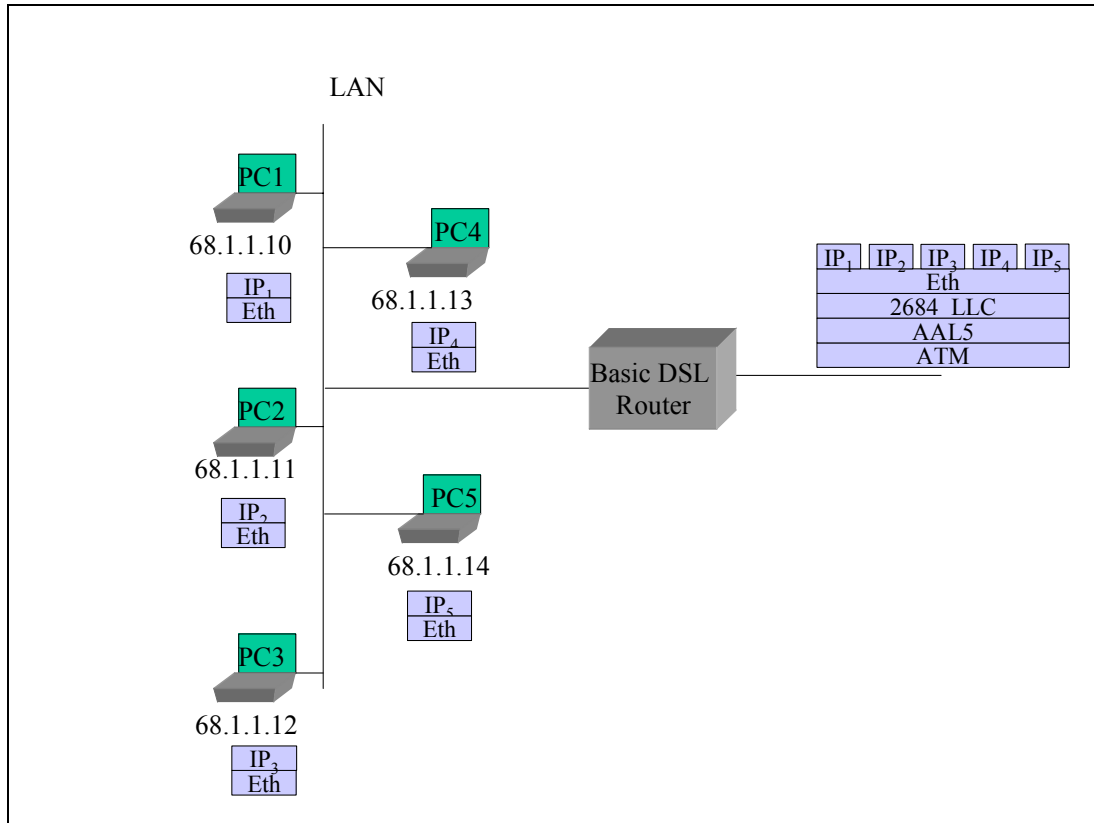 LAN
PC1
68.1.1.10
IP₁
Eth
PC4
68.1.1.13
IP₄
Eth
PC2
68.1.1.11
IP₂
Eth
PC5
68.1.1.14
IP₅
Eth
PC3
68.1.1.12
IP₃
Eth
Basic DSL
Router
IP₁ IP₂ IP₃ IP₄ IP₅
Eth
2684 LLC
AAL5
ATM